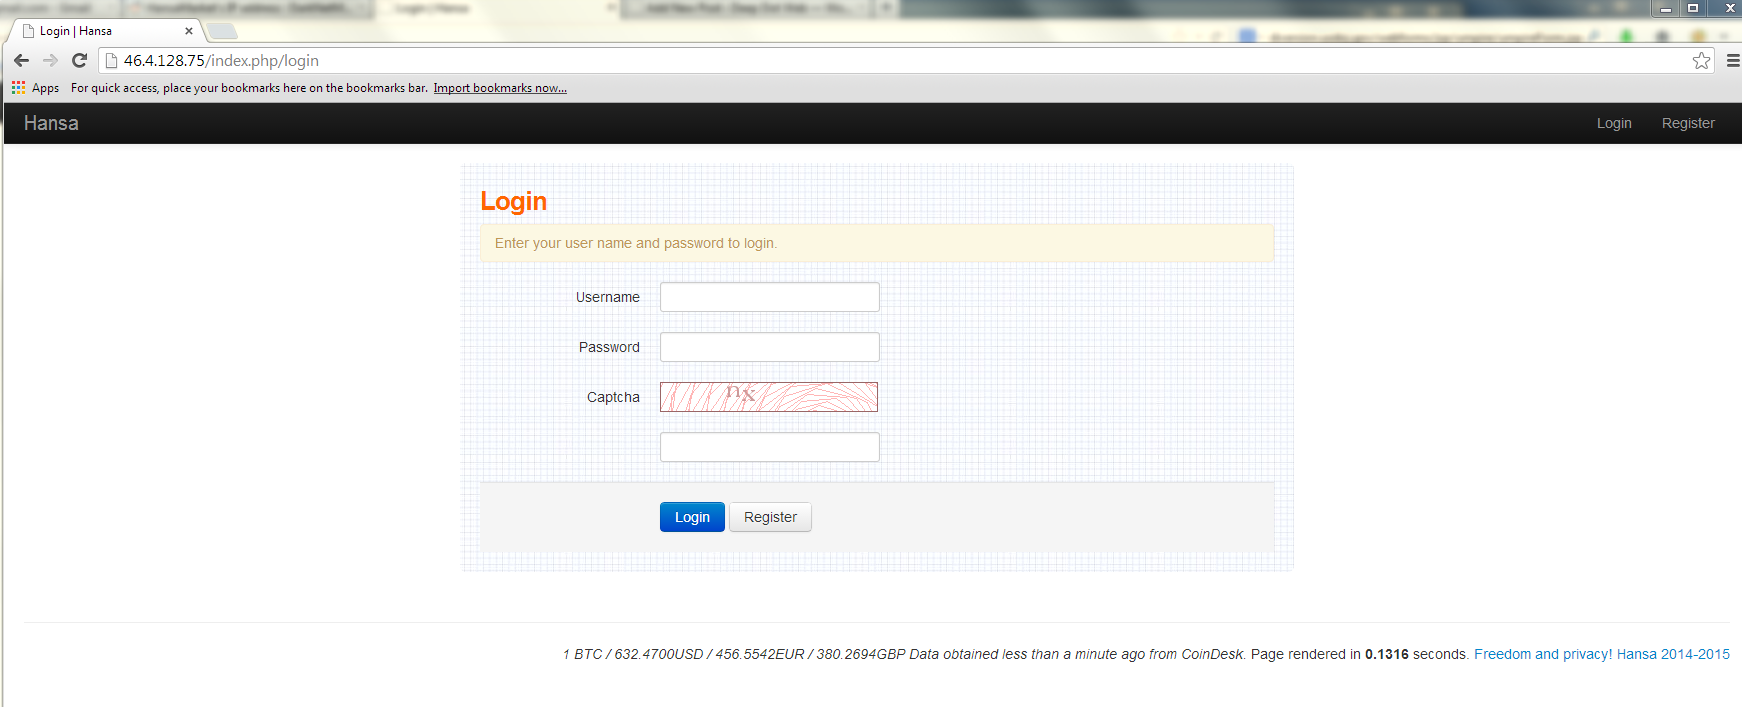 Login | Hansa
46.4.128.75/index.php/login
Apps For quick access, place your bookmarks here on the bookmarks bar. Import bookmarks now...
Hansa Login Register
Login
Enter your user name and password to login.
Username
Password
Captcha nx
Login Register
1 BTC / 632.4700USD / 456.5542EUR / 380.2694GBP Data obtained less than a minute ago from CoinDesk. Page rendered in 0.1316 seconds. Freedom and privacy! Hansa 2014-2015